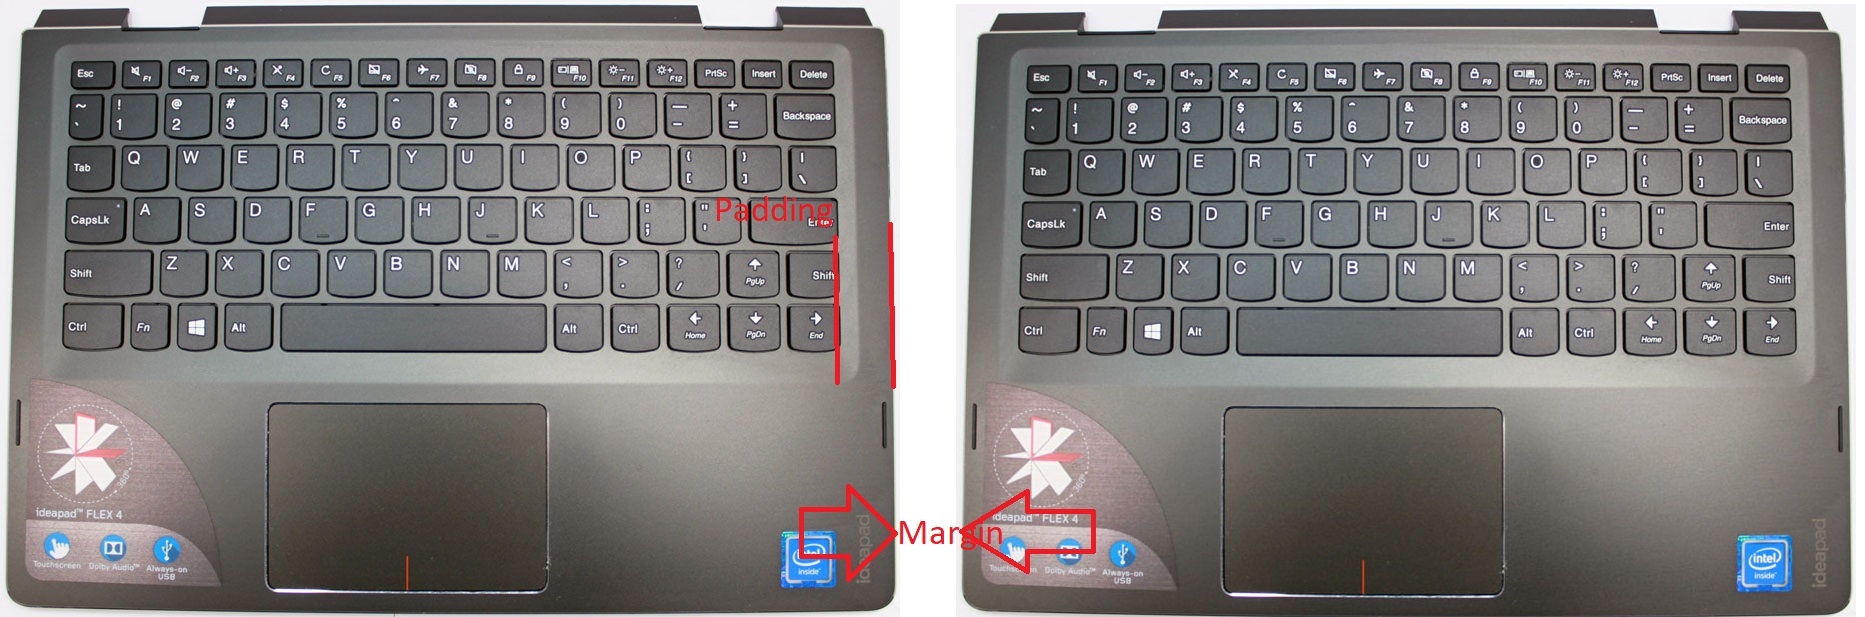 Esc F1 F2 F3 F4 F5 F6 F7 F8 F9 F10 F11 F12 PrtSc Insert Delete
~ ` ! 1 @ 2 # 3 $ 4 % 5 ^ 6 & 7 * 8 ( 9 ) 0 — - + = Backspace
Tab Q W E R T Y U I O P { [ } ] | \
CapsLk A S D F G H J K L : ; " ' Enter
Padding
Shift Z X C V B N M < , > . ? / PgUp Shift
Ctrl Fn Alt Alt Ctrl Home PgDn End
360°
ideapad™ FLEX 4
Touchscreen
Dolby Audio™
Always-on
USB
intel
inside
ideapad
Margin
Esc F1 F2 F3 F4 F5 F6 F7 F8 F9 F10 F11 F12 PrtSc Insert Delete
~ ` ! 1 @ 2 # 3 $ 4 % 5 ^ 6 & 7 * 8 ( 9 ) 0 — - + = Backspace
Tab Q W E R T Y U I O P { [ } ] | \
CapsLk A S D F G H J K L : ; " ' Enter
Shift Z X C V B N M < , > . ? / PgUp Shift
Ctrl Fn Alt Alt Ctrl Home PgDn End
360°
ideapad™ FLEX 4
Touchscreen
Dolby Audio™
Always-on
USB
intel
inside
ideapad